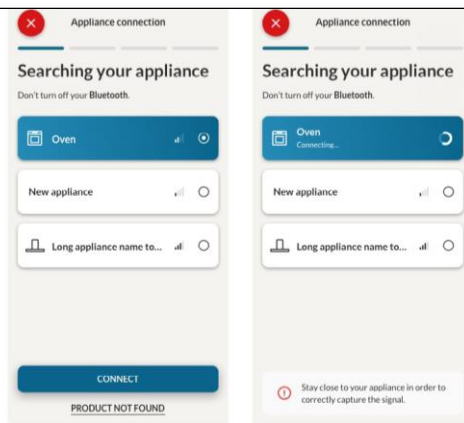 Appliance connection
Searching your appliance
Don't turn off your Bluetooth.
Oven
New appliance
Long appliance name to...
CONNECT
PRODUCT NOT FOUND
Appliance connection
Searching your appliance
Don't turn off your Bluetooth.
Oven
Connecting...
New appliance
Long appliance name to...
Stay close to your appliance in order to
correctly capture the signal.